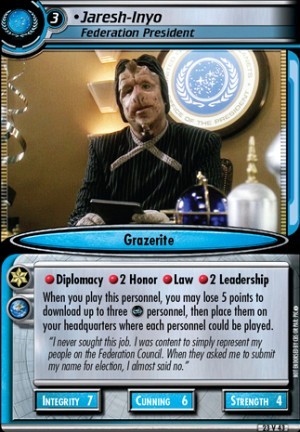 3
•Jaresh-Inyo
Federation President
OF THE PRESIDENT
Grazerite
Diplomacy 2 Honor Law 2 Leadership
When you play this personnel, you may lose 5 points
to download up to three personnel, then place them on
your headquarters where each personnel could be played.
"I never sought this job. I was content to simply represent my
people on the Federation Council. When they asked me to submit
my name for election, I almost said no."
INTEGRITY 7 CUNNING 6 STRENGTH 4